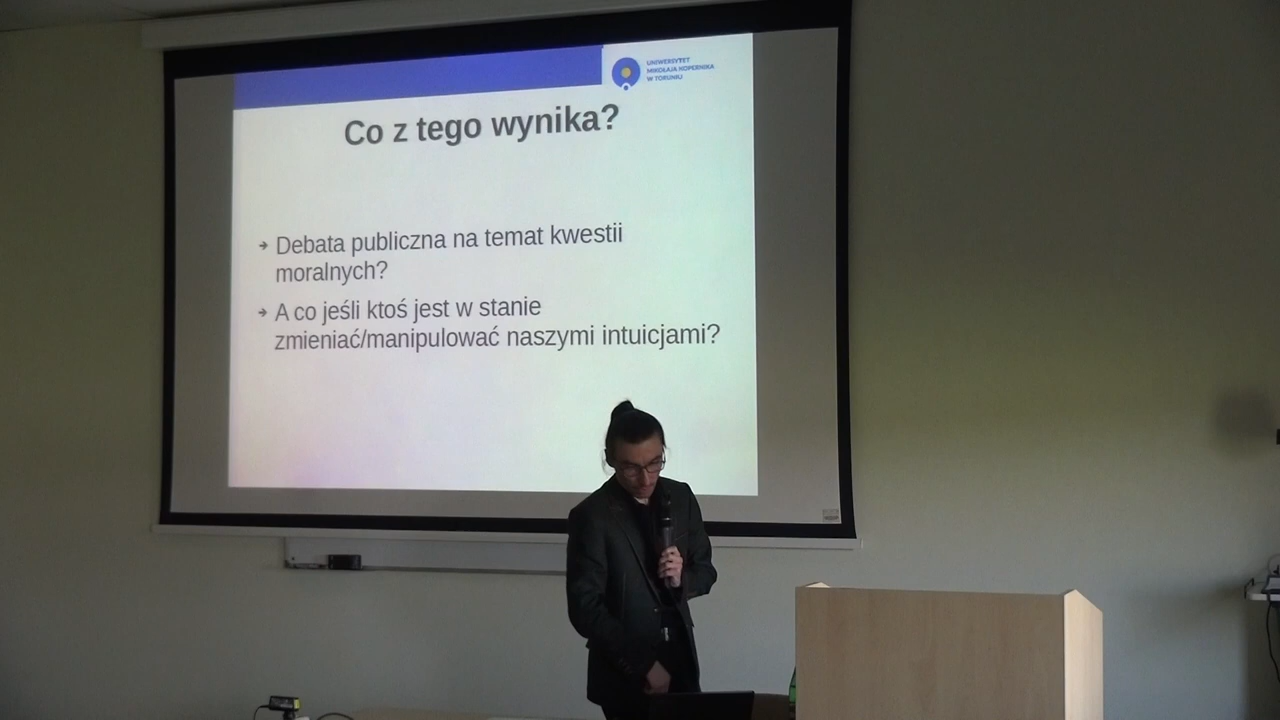 UNIWERSYTET
MIKOŁAJA KOPERNIKA
W TORUNIU
Co z tego wynika?
Debata publiczna na temat kwestii
moralnych?
A co jeśli ktoś jest w stanie
zmieniać/manipulować naszymi intuicjami?